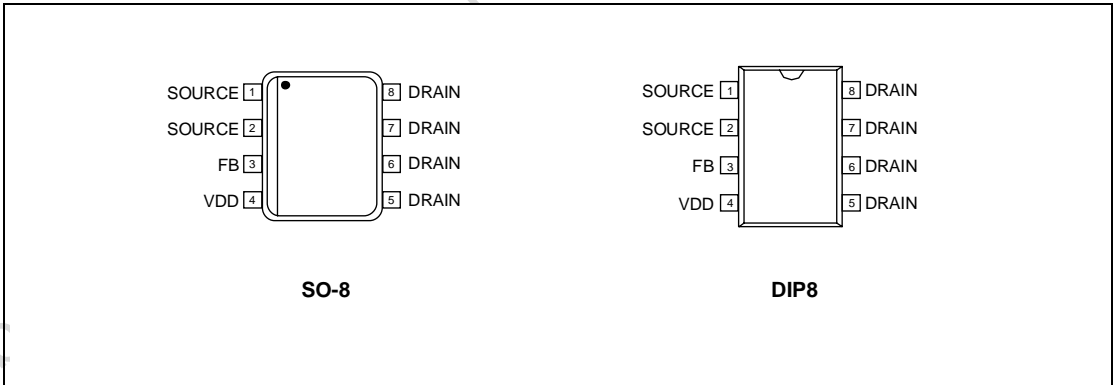 SOURCE 1 8 DRAIN
SOURCE 2 7 DRAIN
FB 3 6 DRAIN
VDD 4 5 DRAIN
SO-8
SOURCE 1 8 DRAIN
SOURCE 2 7 DRAIN
FB 3 6 DRAIN
VDD 4 5 DRAIN
DIP8